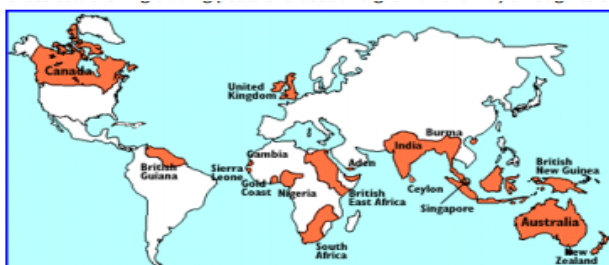 Canada
United
Kingdom
Burma
India
Gambia
Aden
British
Guiana
Sierra
Leone
Gold
Coast
Nigeria
British
East Africa
Ceylon
Singapore
British
New Guinea
Australia
South
Africa
New
Zealand